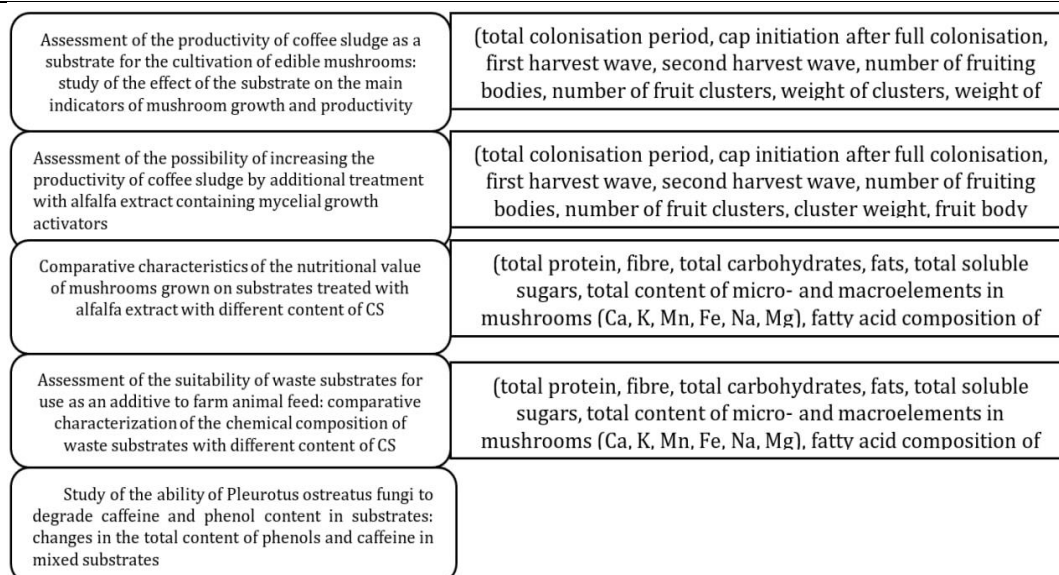 Assessment of the productivity of coffee sludge as a
substrate for the cultivation of edible mushrooms:
study of the effect of the substrate on the main
indicators of mushroom growth and productivity
(total colonisation period, cap initiation after full colonisation,
first harvest wave, second harvest wave, number of fruiting
bodies, number of fruit clusters, weight of clusters, weight of
Assessment of the possibility of increasing the
productivity of coffee sludge by additional treatment
with alfalfa extract containing mycelial growth
activators
(total colonisation period, cap initiation after full colonisation,
first harvest wave, second harvest wave, number of fruiting
bodies, number of fruit clusters, cluster weight, fruit body
Comparative characteristics of the nutritional value
of mushrooms grown on substrates treated with
alfalfa extract with different content of CS
(total protein, fibre, total carbohydrates, fats, total soluble
sugars, total content of micro- and macroelements in
mushrooms (Ca, K, Mn, Fe, Na, Mg), fatty acid composition of
Assessment of the suitability of waste substrates for
use as an additive to farm animal feed: comparative
characterization of the chemical composition of
waste substrates with different content of CS
(total protein, fibre, total carbohydrates, fats, total soluble
sugars, total content of micro- and macroelements in
mushrooms (Ca, K, Mn, Fe, Na, Mg), fatty acid composition of
Study of the ability of Pleurotus ostreatus fungi to
degrade caffeine and phenol content in substrates:
changes in the total content of phenols and caffeine in
mixed substrates